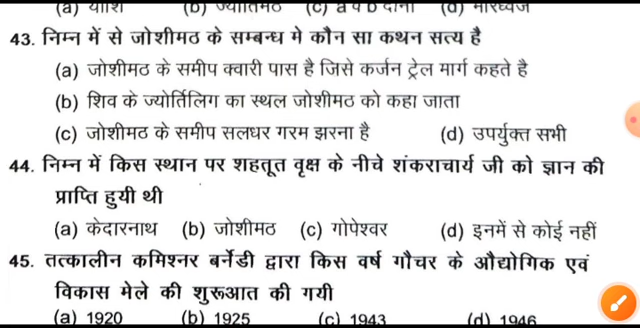 43. निम्न में से जोशीमठ के सम्बन्ध मे कौन सा कथन सत्य है
(a) जोशीमठ के समीप क्वारी पास है जिसे कर्जन ट्रेल मार्ग कहते है
(b) शिव के ज्योर्तिलिग का स्थल जोशीमठ को कहा जाता
(c) जोशीमठ के समीप सलधर गरम झरना है (d) उपर्युक्त सभी
44. निम्न में किस स्थान पर शहतूत वृक्ष के नीचे शंकराचार्य जी को ज्ञान की
प्राप्ति हुयी थी
(a) केदारनाथ (b) जोशीमठ (c) गोपेश्वर (d) इनमें से कोई नहीं
45. तत्कालीन कमिश्नर बर्नेडी द्वारा किस वर्ष गौचर के औद्योगिक एवं
विकास मेले की शुरूआत की गयी
(a) 1920 (b) 1925 (c) 1943 (d) 1946